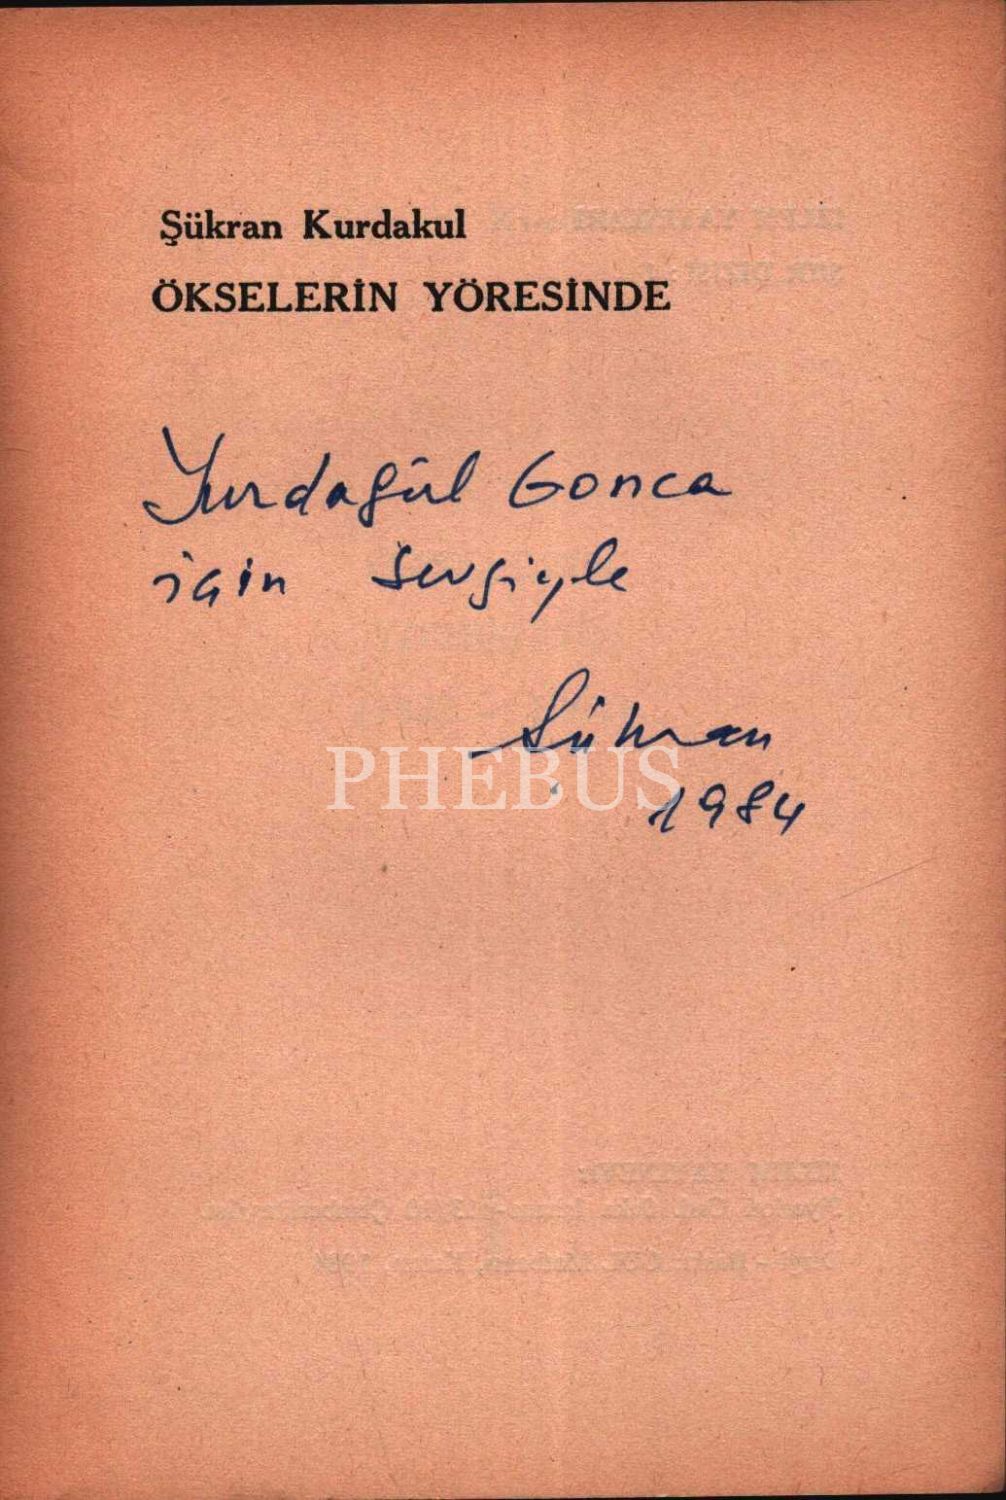 Şükran Kurdakul
ÖKSELERİN YÖRESİNDE
Yurdagül Gonca
için sevgiyle
Şükran
PHEBUS
1984